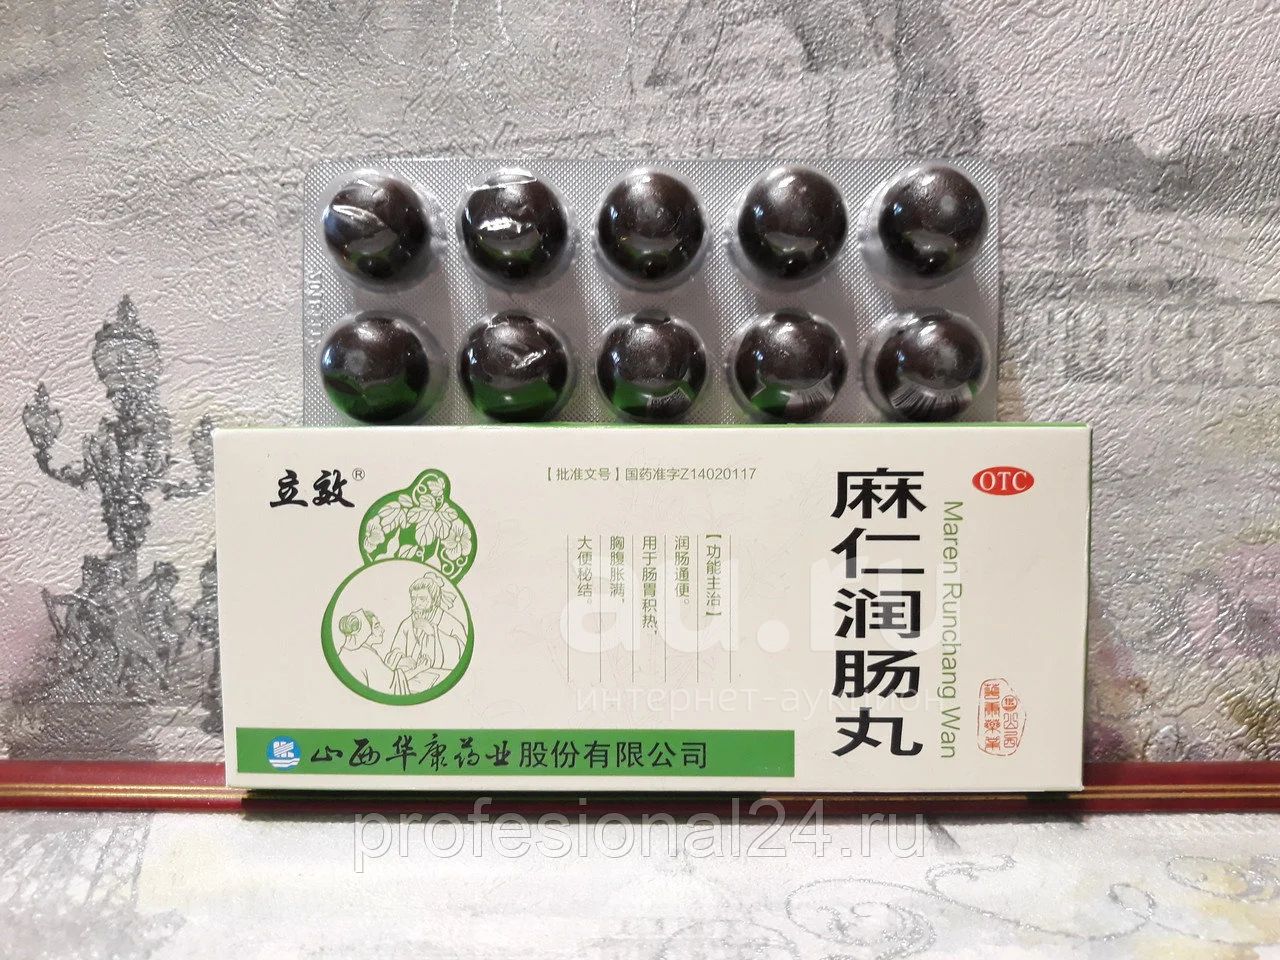 立效®
【批准文号】国药准字Z14020117
【功能主治】
润肠通便。
用于肠胃积热，
胸腹胀满，
大便秘结。
麻仁润肠丸
Maren Runchang Wan
OTC
山西华康药业股份有限公司
au.ru
интернет-аукцион
profesional24.ru